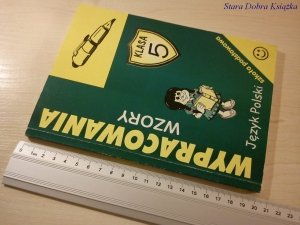 Stara Dobra Książka
szkoła podstawowa
KLASA
5
Język Polski
WYPRACOWANIA
WZORY